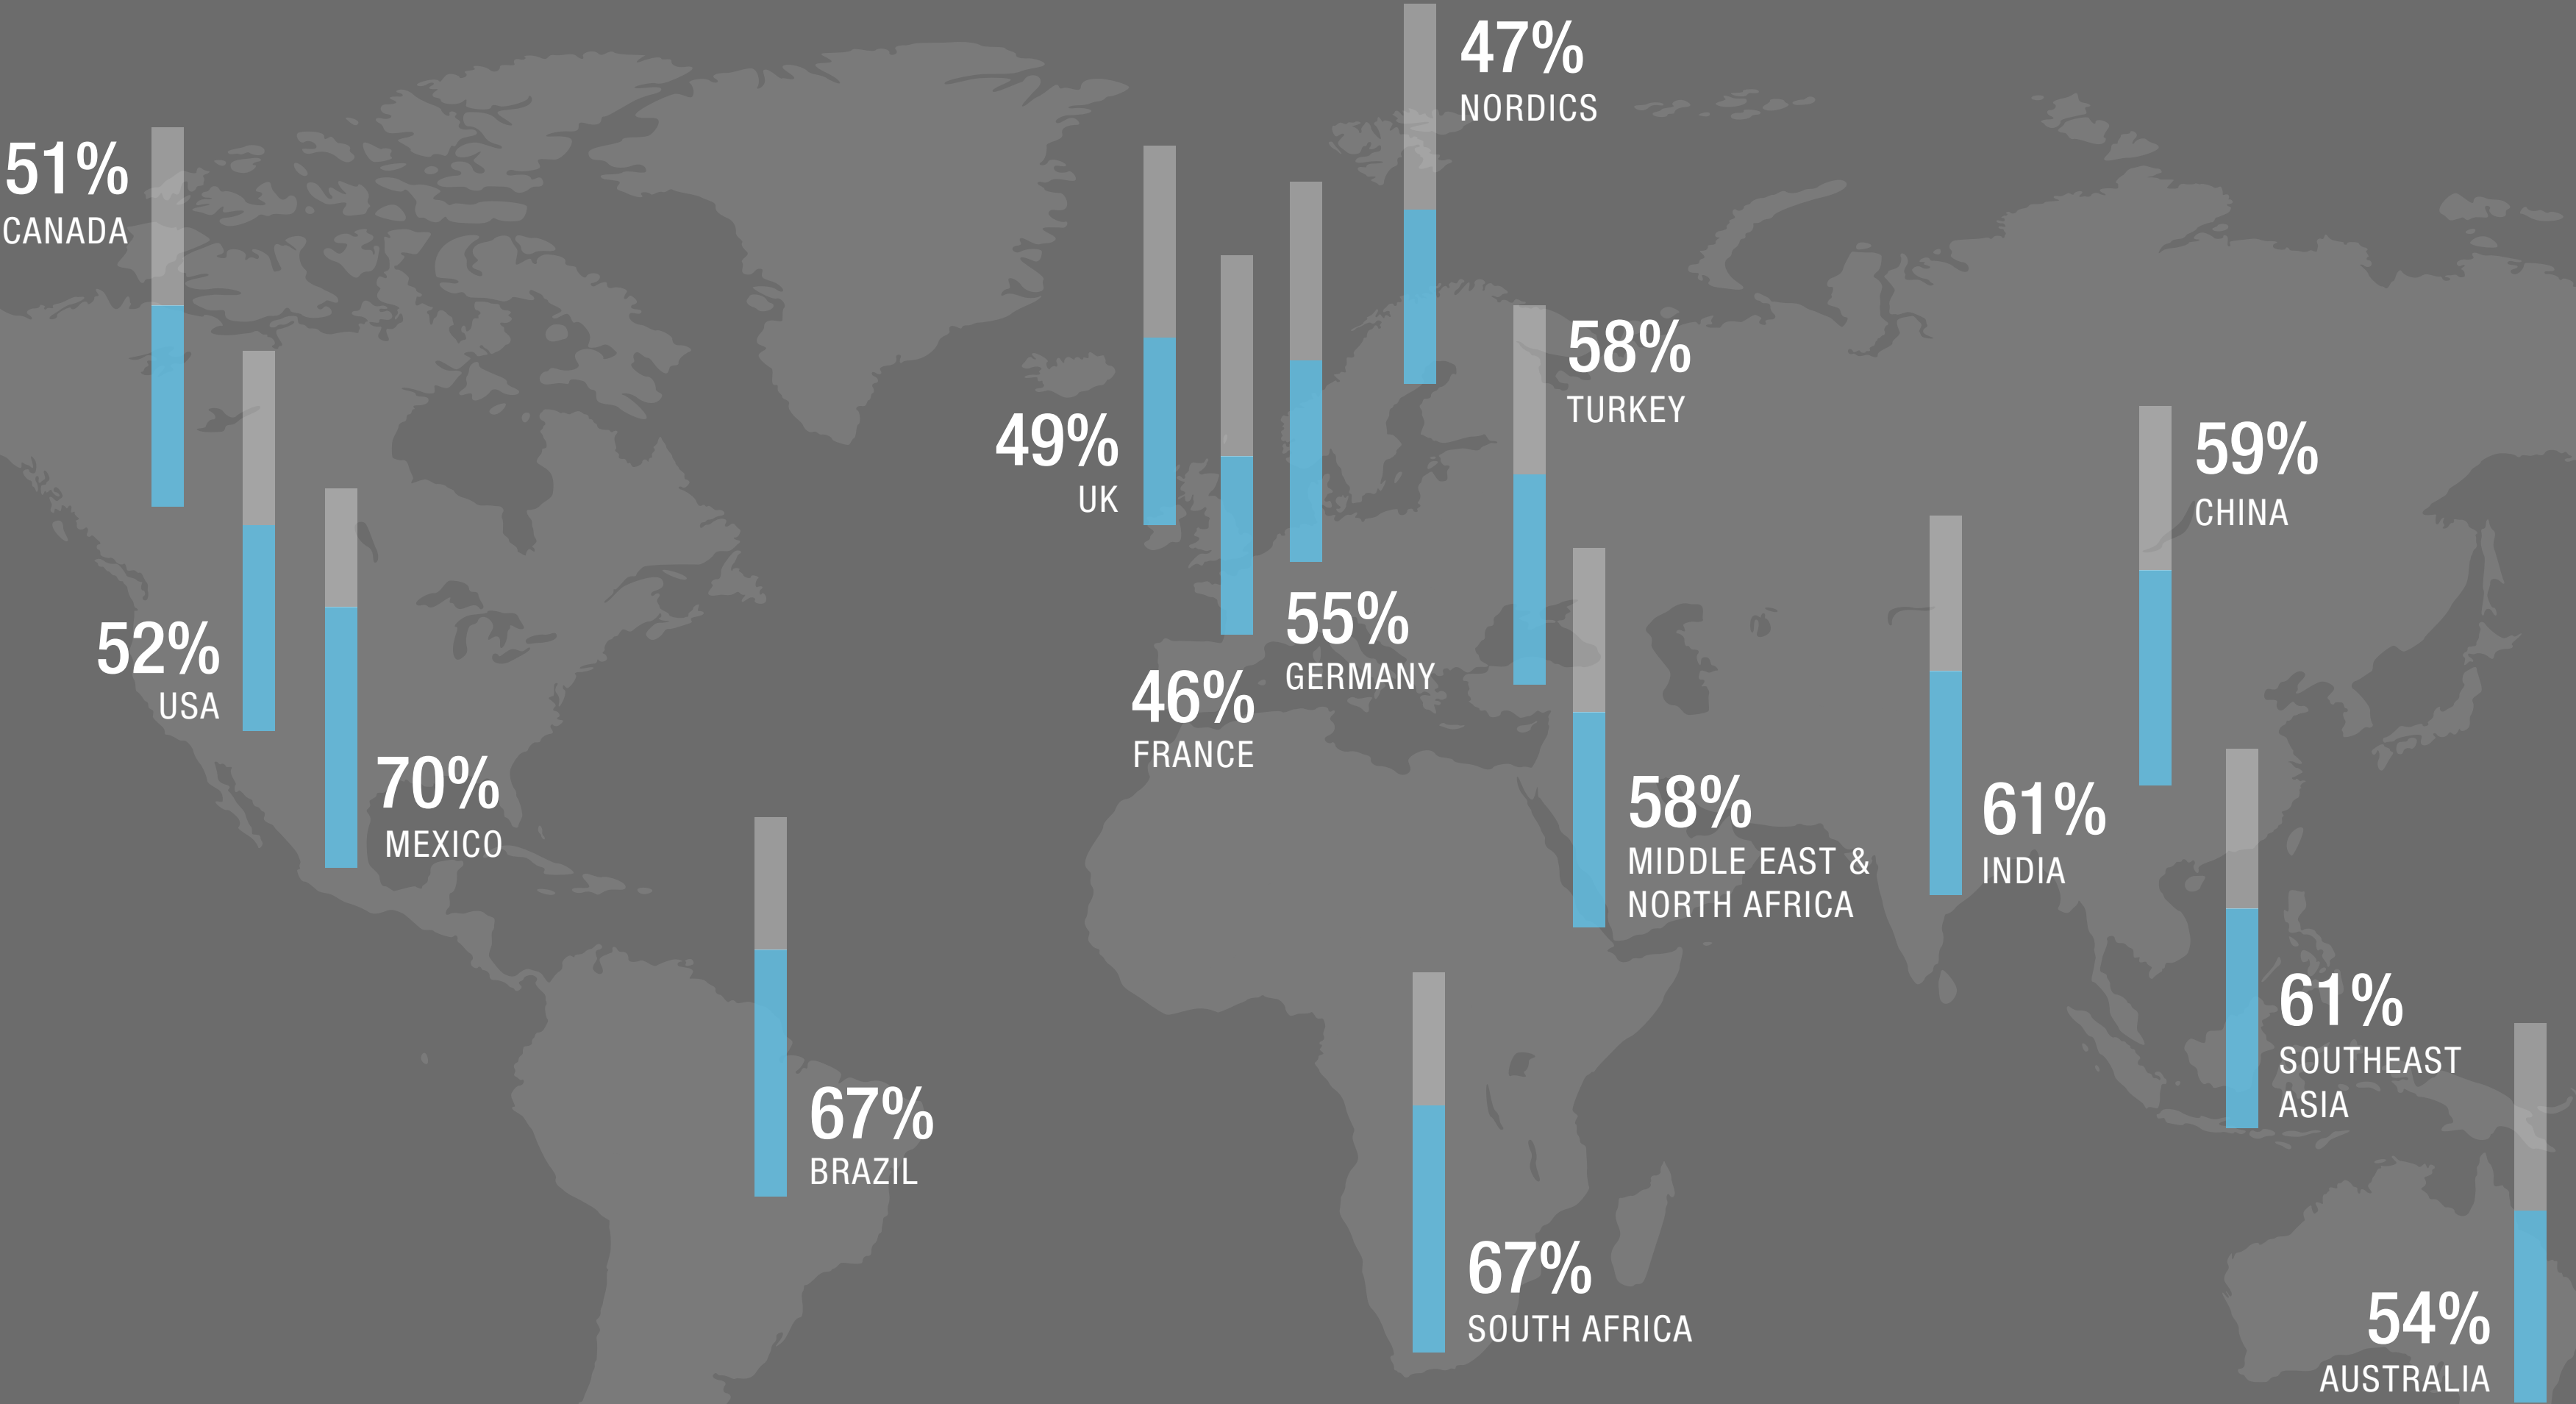 47%
NORDICS
51%
CANADA
58%
TURKEY
49%
UK
59%
CHINA
52%
USA
55%
GERMANY
46%
FRANCE
70%
MEXICO
58%
MIDDLE EAST &
NORTH AFRICA
61%
INDIA
61%
SOUTHEAST
ASIA
67%
BRAZIL
67%
SOUTH AFRICA
54%
AUSTRALIA